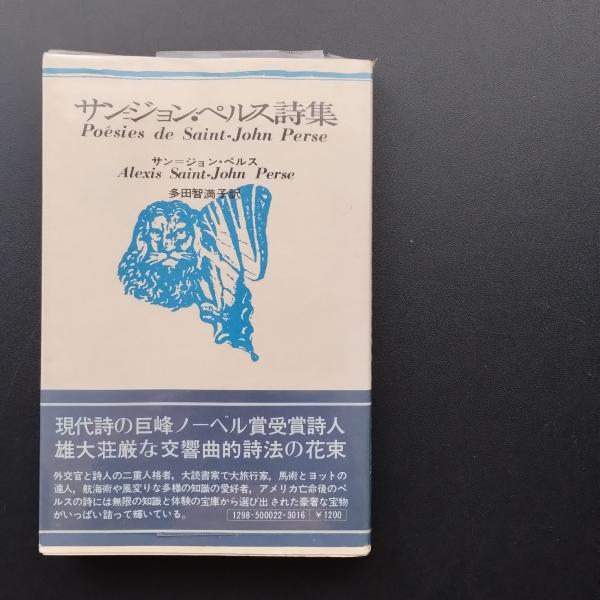 サン=ジョン・ペルス詩集
Poésies de Saint-John Perse
サン＝ジョン・ペルス
Alexis Saint-John Perse
多田智満子訳
現代詩の巨峰ノーベル賞受賞詩人
雄大荘厳な交響曲的詩法の花束
外交官と詩人の二重人格者，大読書家で大旅行家，馬術とヨットの
達人，航海術や風変りな多様の知識の愛好者，アメリカ亡命後のペ
ルスの詩には無限の知識と体験の宝庫から選び出された豪奢な宝物
がいっぱい詰って輝いている。
1298-500022-3016 ￥1200